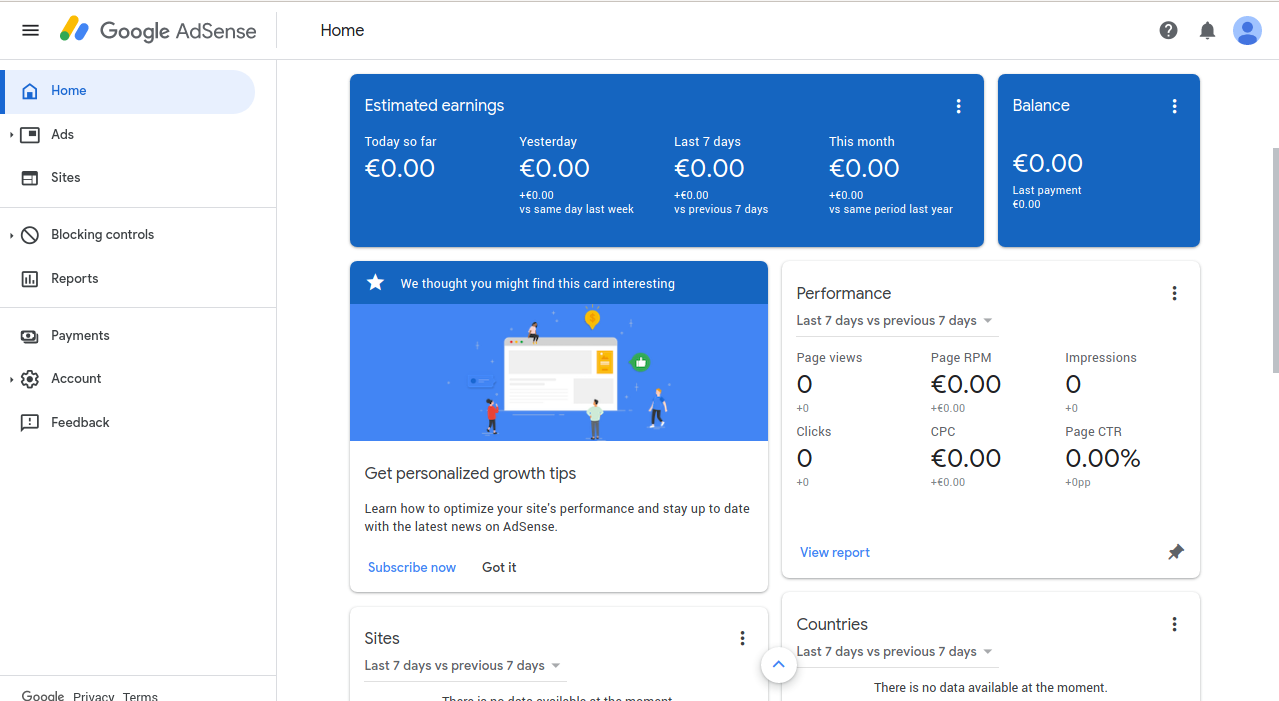 Google AdSense
Home
Home
Ads
Sites
Blocking controls
Reports
Payments
Account
Feedback
Google Privacy Terms
Estimated earnings
Today so far
€0.00
Yesterday
€0.00
+€0.00
vs same day last week
Last 7 days
€0.00
+€0.00
vs previous 7 days
This month
€0.00
+€0.00
vs same period last year
Balance
€0.00
Last payment
€0.00
We thought you might find this card interesting
Get personalized growth tips
Learn how to optimize your site's performance and stay up to date
with the latest news on AdSense.
Subscribe now Got it
Performance
Last 7 days vs previous 7 days
Page views
0
+0
Page RPM
€0.00
+€0.00
Impressions
0
+0
Clicks
0
+0
CPC
€0.00
+€0.00
Page CTR
0.00%
+0pp
View report
Sites
Last 7 days vs previous 7 days
There is no data available at the moment.
Countries
Last 7 days vs previous 7 days
There is no data available at the moment.